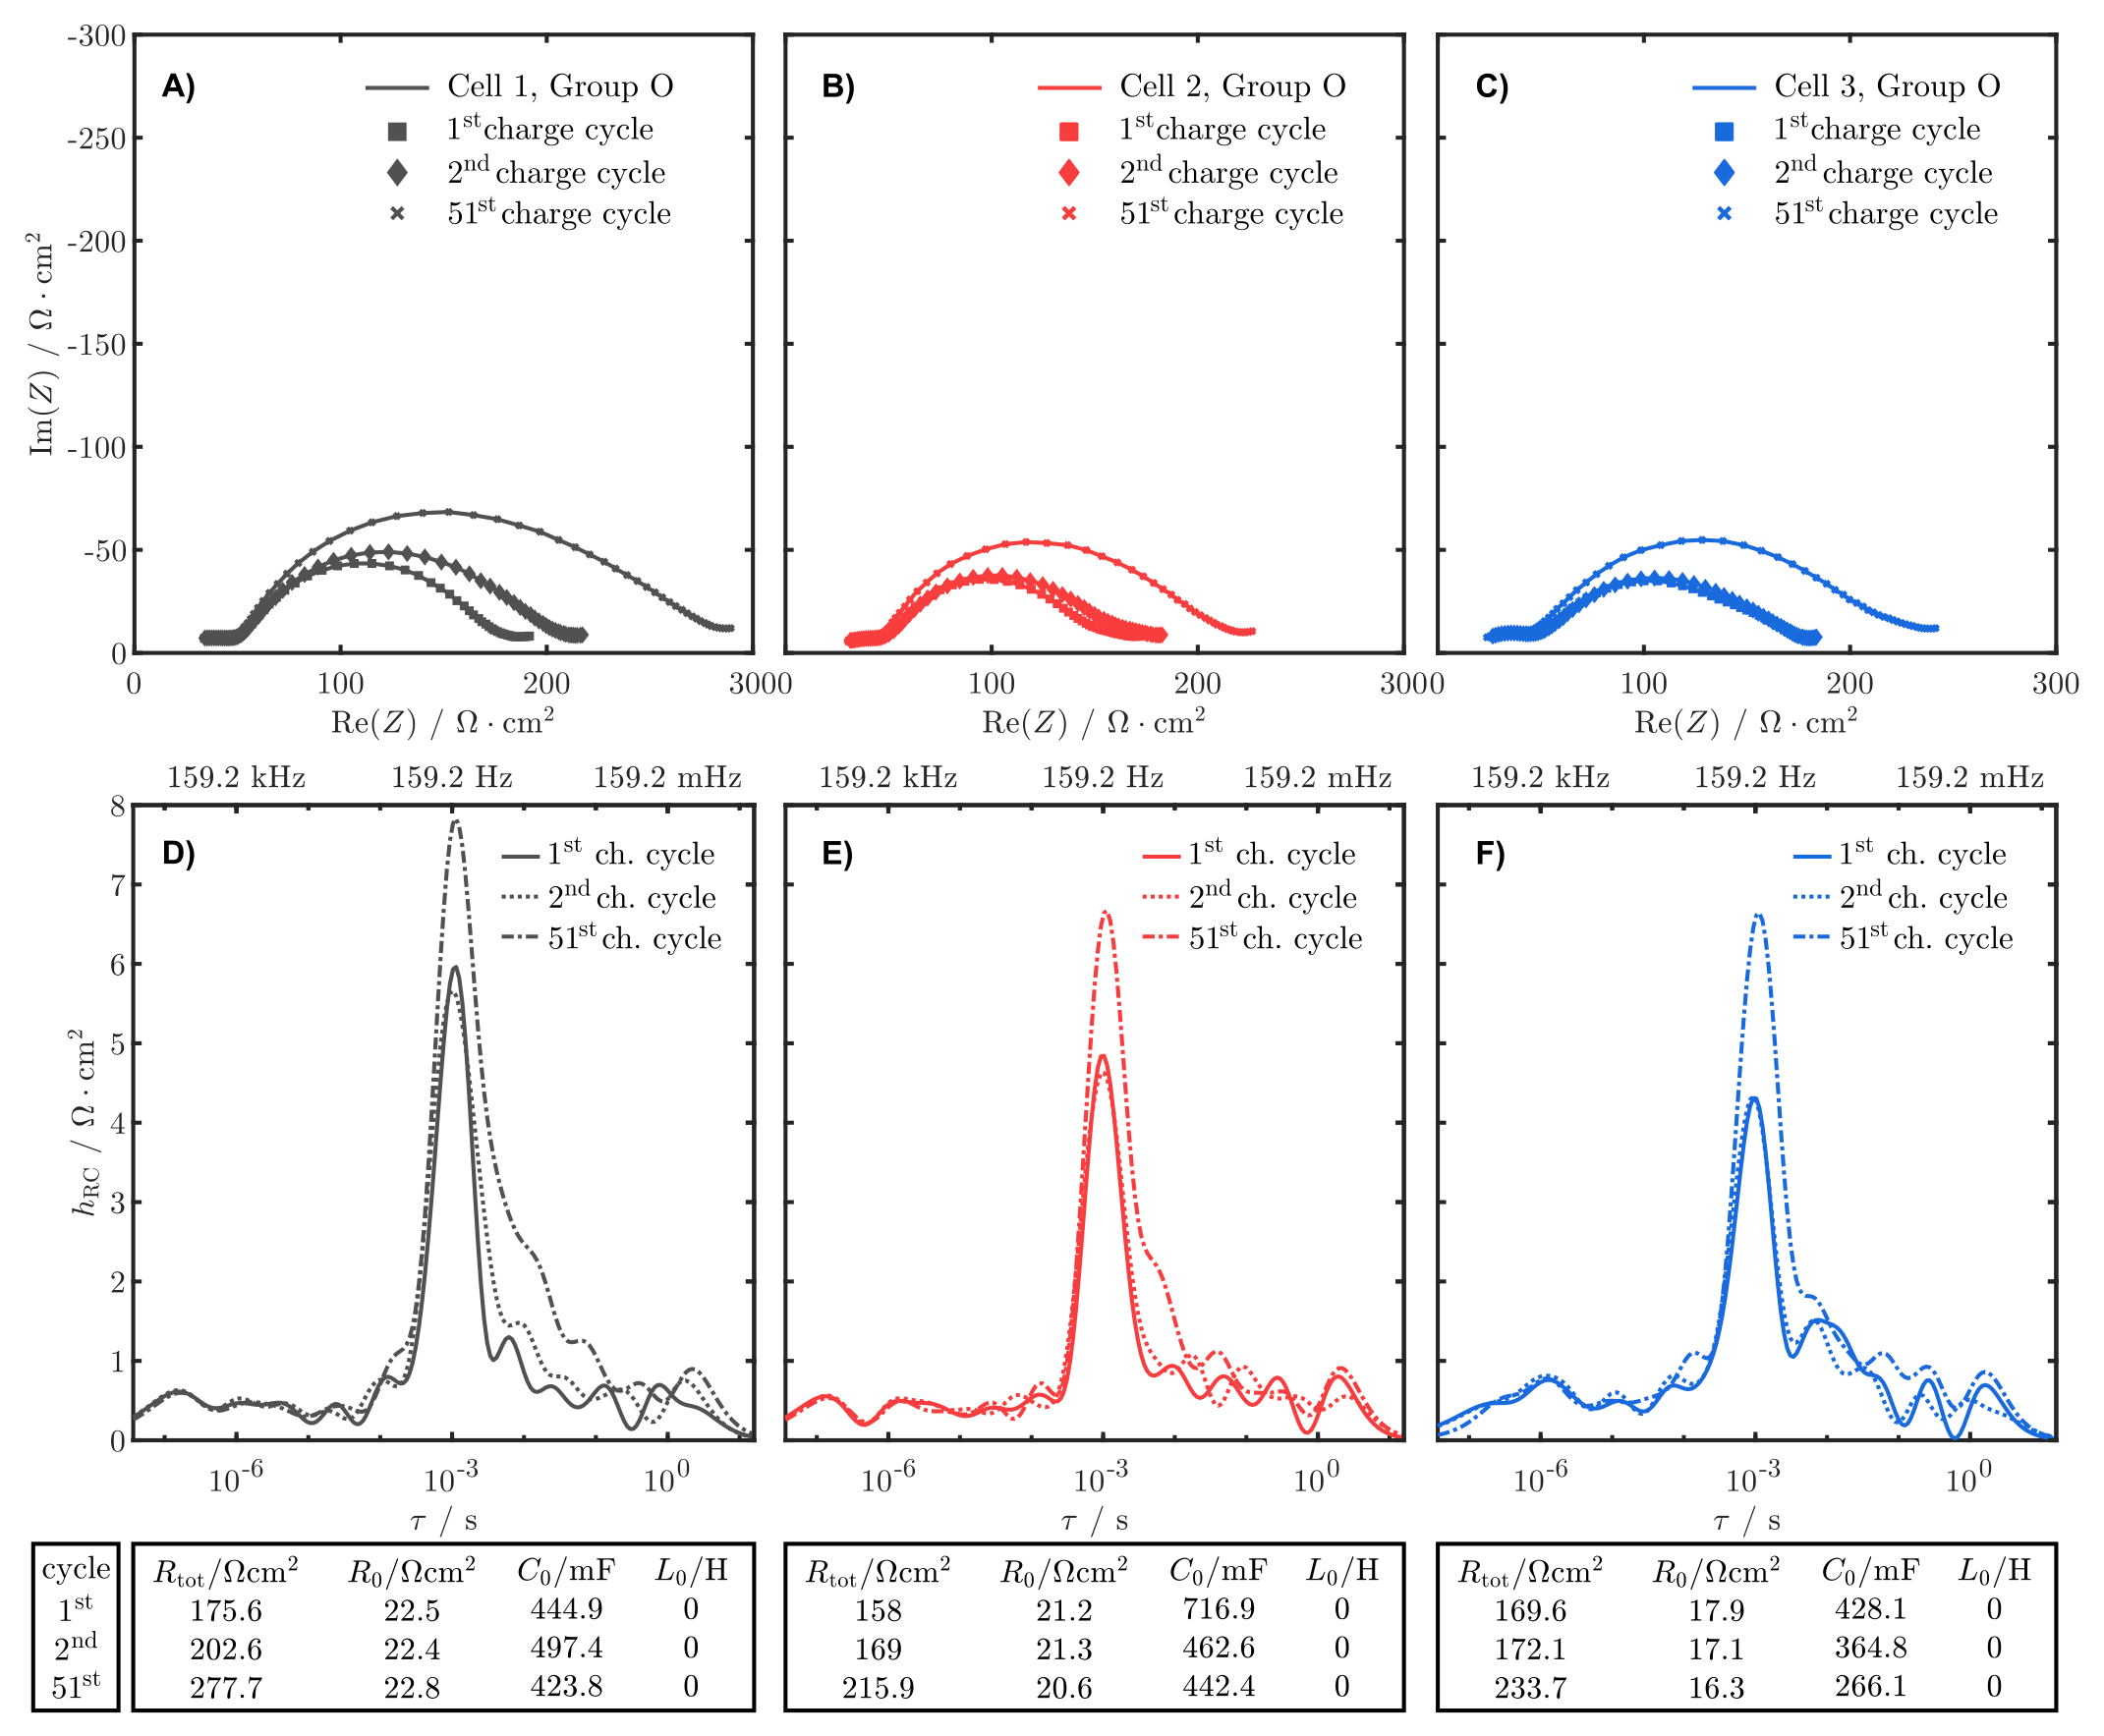 A) Cell 1, Group O
1st charge cycle
2nd charge cycle
51st charge cycle
B) Cell 2, Group O
1st charge cycle
2nd charge cycle
51st charge cycle
C) Cell 3, Group O
1st charge cycle
2nd charge cycle
51st charge cycle
-300
-250
-200
-150
-100
-50
0
Im(Z) / Ω · cm²
0 100 200 300
0 100 200 300
0 100 200 300
Re(Z) / Ω · cm²
Re(Z) / Ω · cm²
Re(Z) / Ω · cm²
159.2 kHz 159.2 Hz 159.2 mHz
159.2 kHz 159.2 Hz 159.2 mHz
159.2 kHz 159.2 Hz 159.2 mHz
D) 1st ch. cycle
2nd ch. cycle
51st ch. cycle
E) 1st ch. cycle
2nd ch. cycle
51st ch. cycle
F) 1st ch. cycle
2nd ch. cycle
51st ch. cycle
8
7
6
5
4
3
2
1
0
hRC / Ω · cm²
10⁻⁶ 10⁻³ 10⁰
10⁻⁶ 10⁻³ 10⁰
10⁻⁶ 10⁻³ 10⁰
τ / s
τ / s
τ / s
cycle
1st
2nd
51st
Rtot/Ωcm² R0/Ωcm² C0/mF L0/H
175.6 22.5 444.9 0
202.6 22.4 497.4 0
277.7 22.8 423.8 0
Rtot/Ωcm² R0/Ωcm² C0/mF L0/H
158 21.2 716.9 0
169 21.3 462.6 0
215.9 20.6 442.4 0
Rtot/Ωcm² R0/Ωcm² C0/mF L0/H
169.6 17.9 428.1 0
172.1 17.1 364.8 0
233.7 16.3 266.1 0